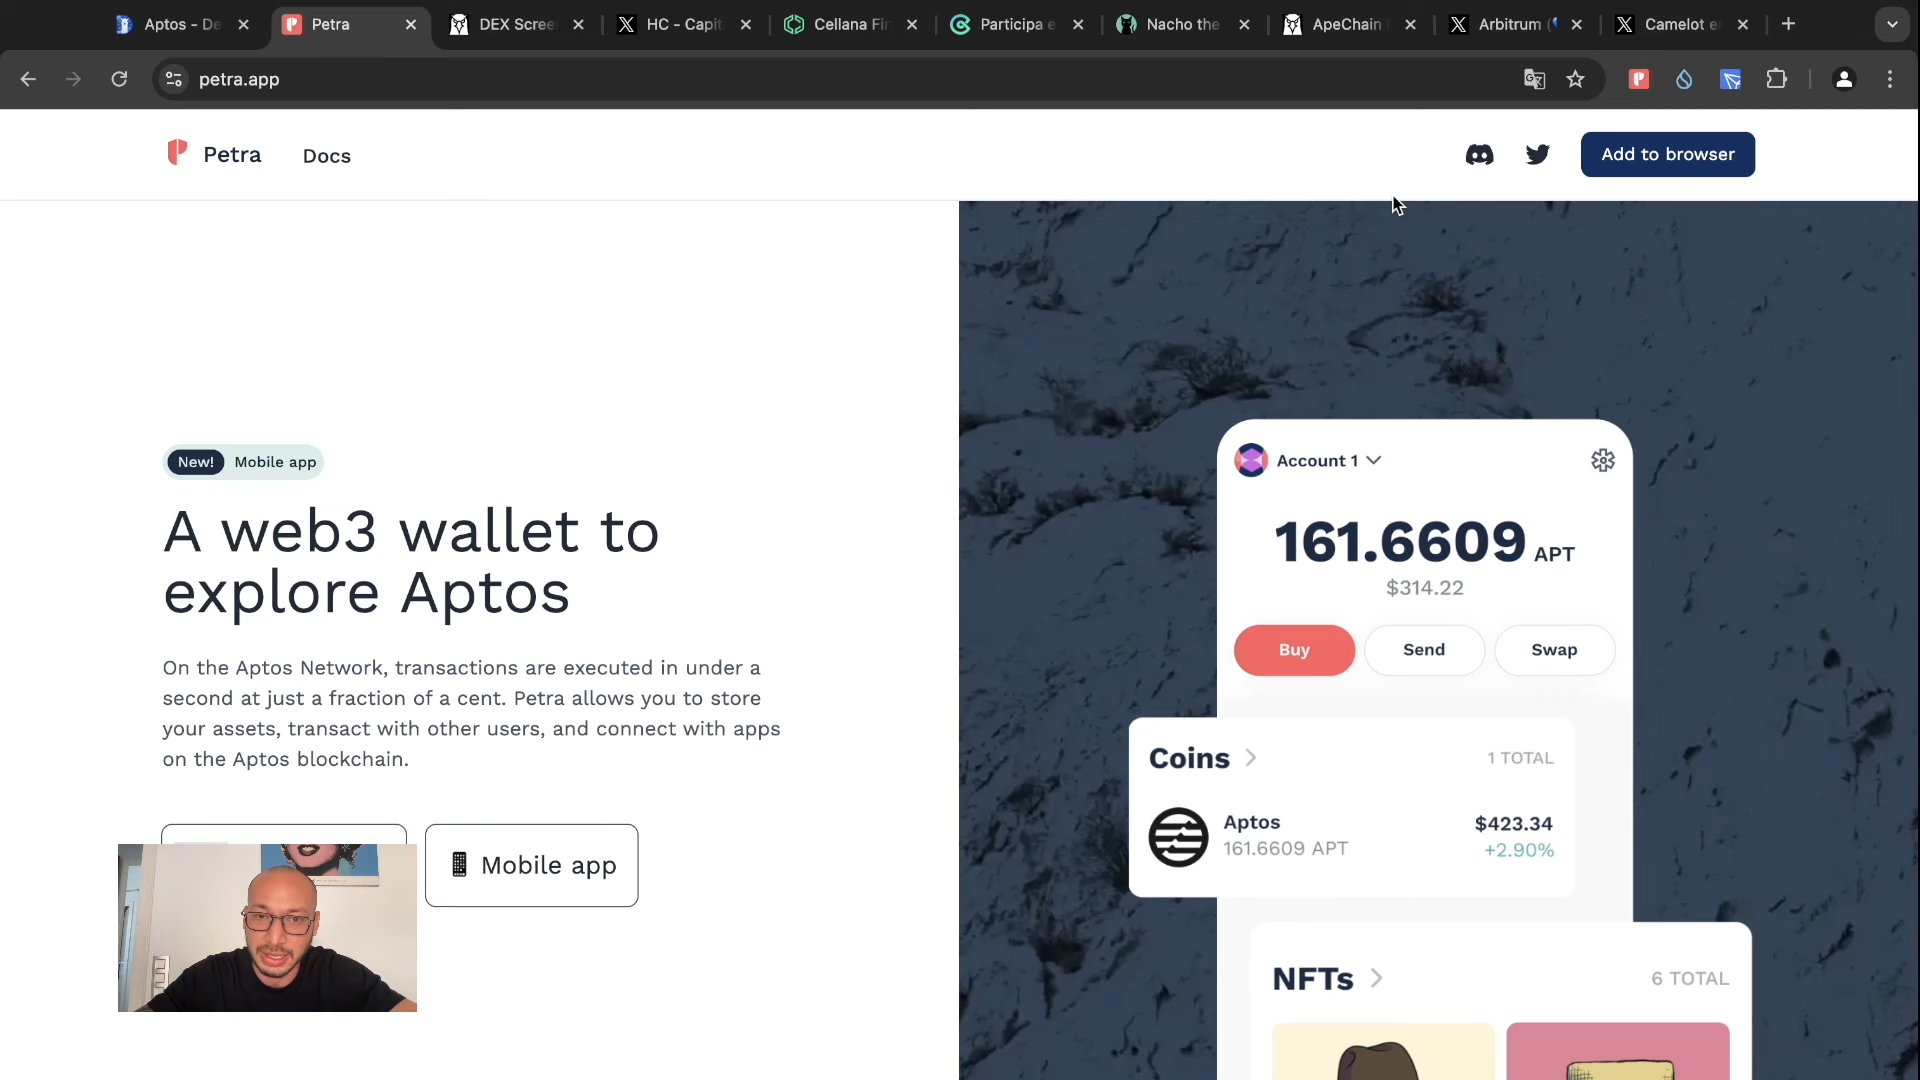 Aptos - De
Petra
DEX Scree
HC - Capit
Cellana Fin
Participa e
Nacho the
ApeChain
Arbitrum (
Camelot e
petra.app
Petra
Docs
Add to browser
New! Mobile app
A web3 wallet to
explore Aptos
On the Aptos Network, transactions are executed in under a
second at just a fraction of a cent. Petra allows you to store
your assets, transact with other users, and connect with apps
on the Aptos blockchain.
Mobile app
Account 1
161.6609 APT
$314.22
Buy
Send
Swap
Coins
1 TOTAL
Aptos
$423.34
161.6609 APT
+2.90%
NFTs
6 TOTAL